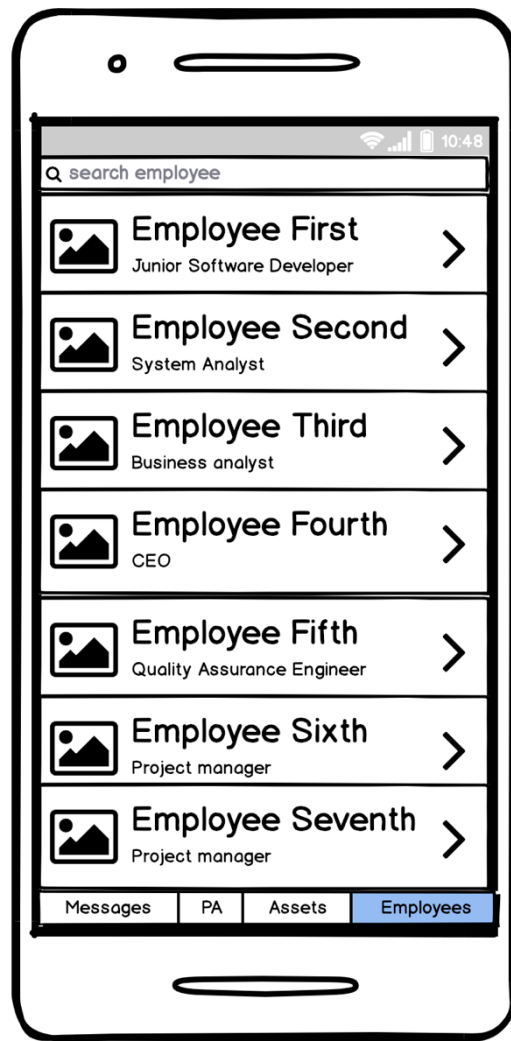 10:48
search employee
Employee First
Junior Software Developer
Employee Second
System Analyst
Employee Third
Business analyst
Employee Fourth
CEO
Employee Fifth
Quality Assurance Engineer
Employee Sixth
Project manager
Employee Seventh
Project manager
Messages PA Assets Employees